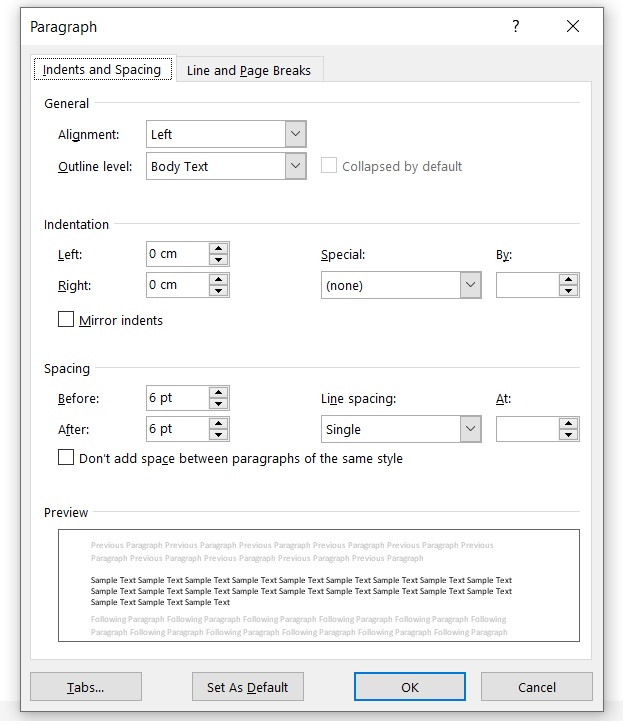 Paragraph ?
Indents and Spacing Line and Page Breaks
General
Alignment: Left
Outline level: Body Text Collapsed by default
Indentation
Left: 0 cm Special: By:
Right: 0 cm (none)
Mirror indents
Spacing
Before: 6 pt Line spacing: At:
After: 6 pt Single
Don't add space between paragraphs of the same style
Preview
Previous Paragraph Previous Paragraph Previous Paragraph Previous Paragraph Previous Paragraph Previous
Paragraph Previous Paragraph Previous Paragraph Previous Paragraph Previous Paragraph
Sample Text Sample Text Sample Text Sample Text Sample Text Sample Text Sample Text Sample Text Sample Text
Sample Text Sample Text Sample Text Sample Text Sample Text Sample Text Sample Text Sample Text Sample Text
Sample Text Sample Text Sample Text
Following Paragraph Following Paragraph Following Paragraph Following Paragraph Following Paragraph Following
Paragraph Following Paragraph Following Paragraph Following Paragraph Following Paragraph Following Paragraph
Tabs... Set As Default OK Cancel